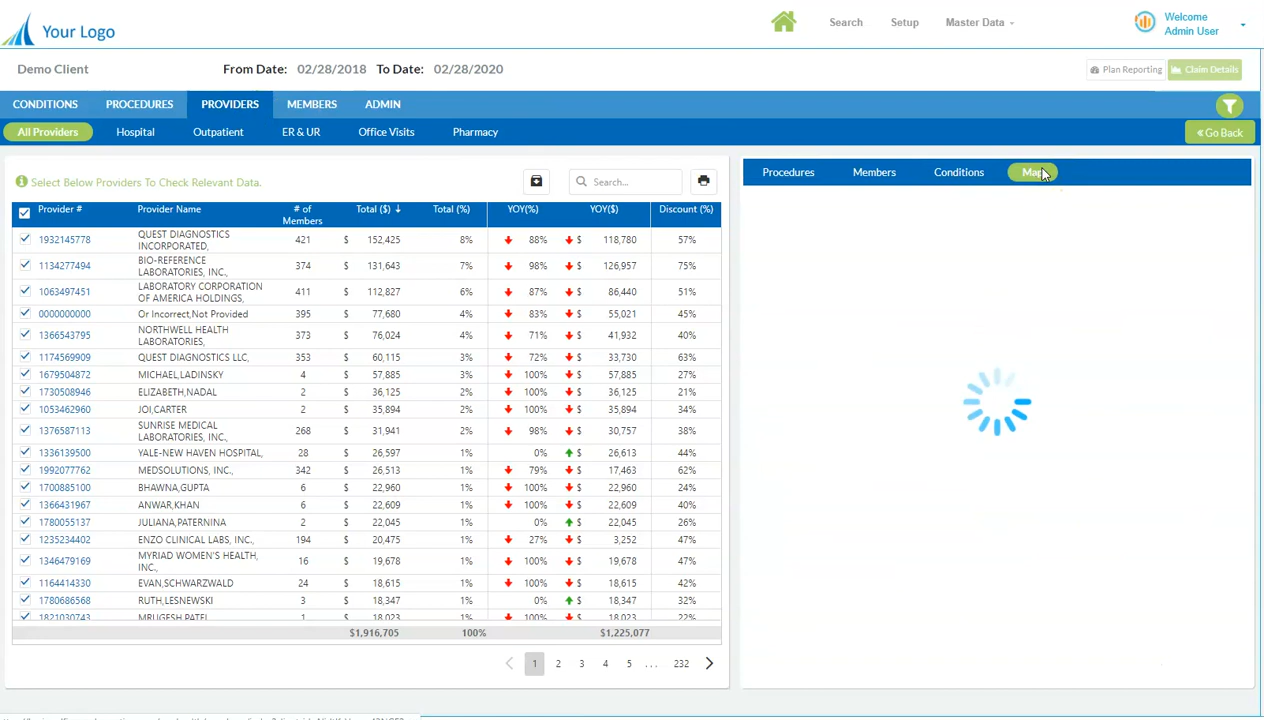 Your Logo
Search Setup Master Data
Welcome
Admin User
Demo Client From Date: 02/28/2018 To Date: 02/28/2020
Plan Reporting Claim Details
CONDITIONS PROCEDURES PROVIDERS MEMBERS ADMIN
All Providers Hospital Outpatient ER & UR Office Visits Pharmacy
« Go Back
Select Below Providers To Check Relevant Data.
Search...
Procedures Members Conditions Map
Provider # Provider Name # of Members Total ($) ↓ Total (%) YOY(%) YOY($) Discount (%)
1932145778 QUEST DIAGNOSTICS INCORPORATED, 421 $ 152,425 8% 88% $ 118,780 57%
1134277494 BIO-REFERENCE LABORATORIES, INC., 374 $ 131,643 7% 98% $ 126,957 75%
1063497451 LABORATORY CORPORATION OF AMERICA HOLDINGS, 411 $ 112,827 6% 87% $ 86,440 51%
0000000000 Or Incorrect,Not Provided 395 $ 77,680 4% 83% $ 55,021 45%
1366543795 NORTHWELL HEALTH LABORATORIES, 373 $ 76,024 4% 71% $ 41,932 40%
1174569909 QUEST DIAGNOSTICS LLC, 353 $ 60,115 3% 72% $ 33,730 63%
1679504872 MICHAEL,LADINSKY 4 $ 57,885 3% 100% $ 57,885 27%
1730508946 ELIZABETH,NADAL 2 $ 36,125 2% 100% $ 36,125 21%
1053462960 JOI,CARTER 2 $ 35,894 2% 100% $ 35,894 34%
1376587113 SUNRISE MEDICAL LABORATORIES, INC., 268 $ 31,941 2% 98% $ 30,757 38%
1336139500 YALE-NEW HAVEN HOSPITAL, 28 $ 26,597 1% 0% $ 26,613 44%
1992077762 MEDSOLUTIONS, INC., 342 $ 26,513 1% 79% $ 17,463 62%
1700885100 BHAWNA,GUPTA 6 $ 22,960 1% 100% $ 22,960 24%
1366431967 ANWAR,KHAN 6 $ 22,609 1% 100% $ 22,609 40%
1780055137 JULIANA,PATERNINA 2 $ 22,045 1% 0% $ 22,045 26%
1235234402 ENZO CLINICAL LABS, INC., 194 $ 20,475 1% 27% $ 3,252 47%
1346479169 MYRIAD WOMEN'S HEALTH, INC., 16 $ 19,678 1% 100% $ 19,678 47%
1164414330 EVAN,SCHWARZWALD 24 $ 18,615 1% 100% $ 18,615 42%
1780686568 RUTH,LESNEWSKI 3 $ 18,347 1% 0% $ 18,347 32%
1821030743 MRUGESH,PATEL 1 $ 18,023 1% 100% $ 18,023 22%
$1,916,705 100% $1,225,077
1 2 3 4 5 ... 232